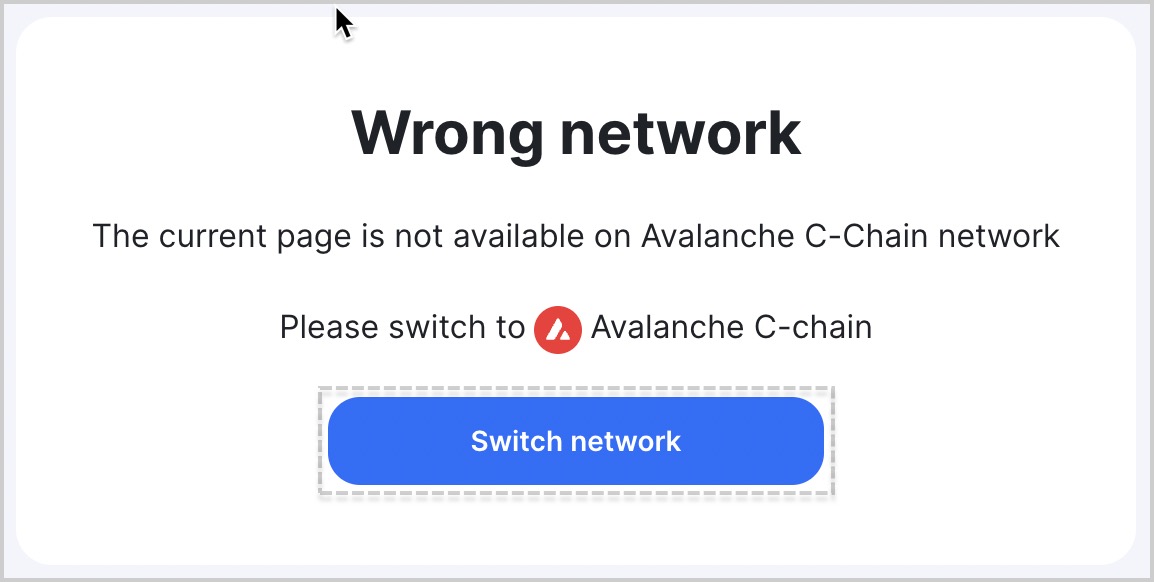 Wrong network
The current page is not available on Avalanche C-Chain network
Please switch to Avalanche C-chain
Switch network